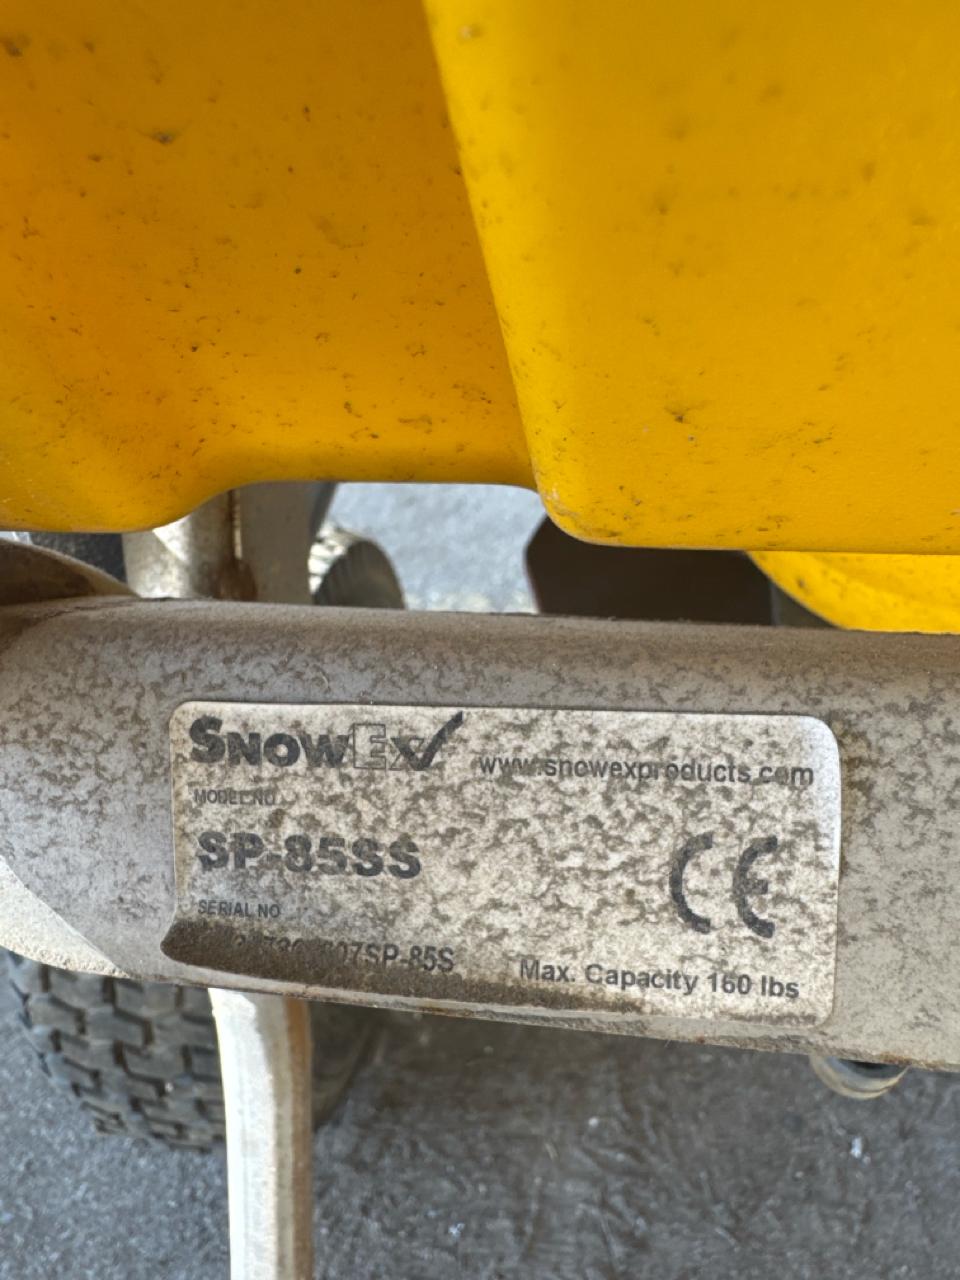 SNOWEX
www.snowexproducts.com
MODEL NO
SP-85SS
CE
SERIAL NO
Max. Capacity 160 lbs